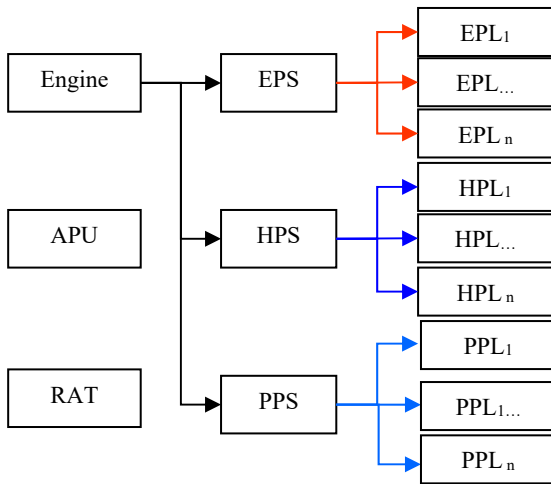 Engine
APU
RAT
EPS
HPS
PPS
EPL₁
EPL...
EPL n
HPL₁
HPL...
HPL n
PPL₁
PPL₁...
PPL n